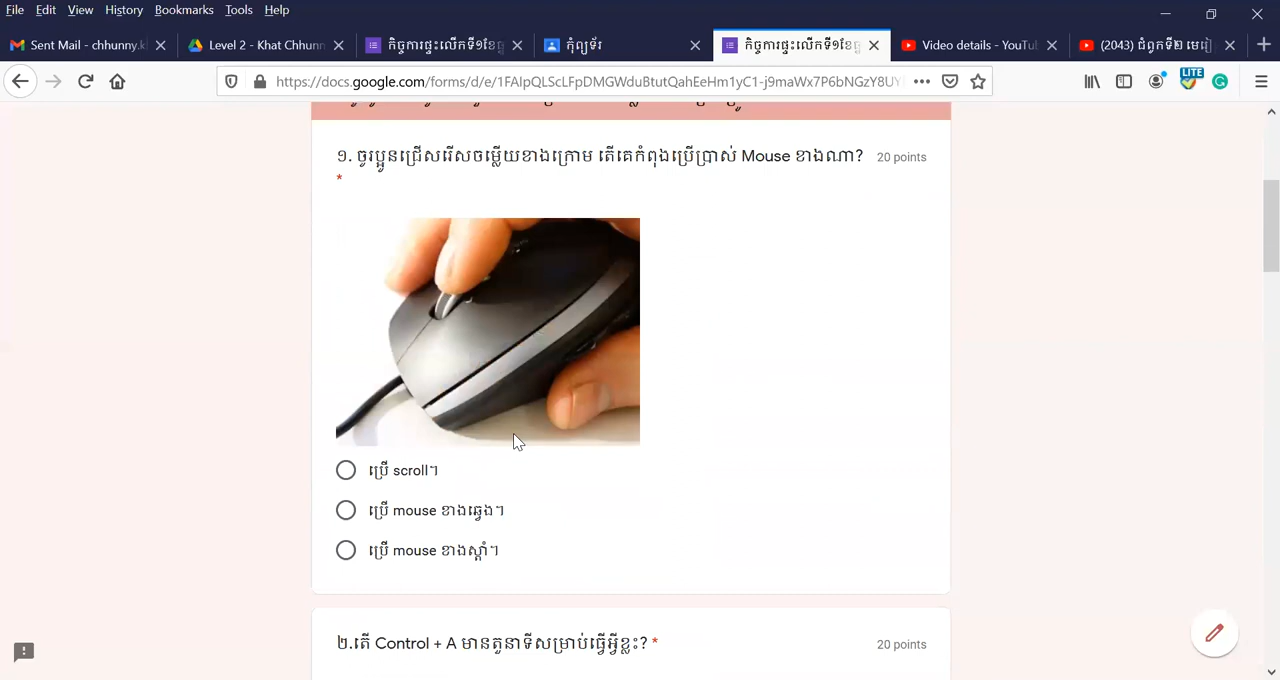 File Edit View History Bookmarks Tools Help
Sent Mail - chhunny.k
Level 2 - Khat Chhunn
កិច្ចការផ្ទះលើកទី១ខែ
កុំព្យូទ័រ
កិច្ចការផ្ទះលើកទី១ខែ
Video details - YouTu
(2043) ជំពូកទី២ មេរៀ
https://docs.google.com/forms/d/e/1FAIpQLScLFpDMGWduBtutQahEeHm1yC1-j9maWx7P6bNGzY8UY
LITE
១. ចូរប្អូនជ្រើសរើសចម្លើយខាងក្រោម តើគេកំពុងប្រើប្រាស់ Mouse ខាងណា? 20 points
*
ប្រើ scroll។
ប្រើ mouse ខាងឆ្វេង។
ប្រើ mouse ខាងស្ដាំ។
២.តើ Control + A មានតួនាទីសម្រាប់ធ្វើអ្វីខ្លះ? * 20 points